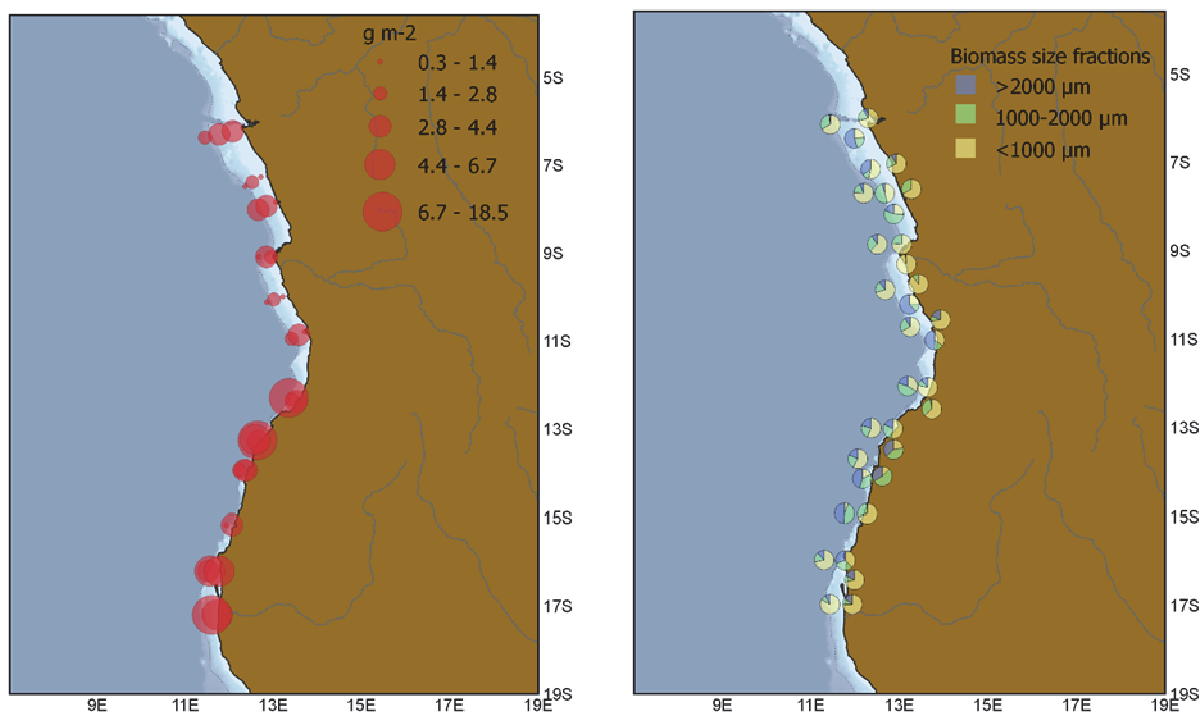 g m-2
0.3 - 1.4
1.4 - 2.8
2.8 - 4.4
4.4 - 6.7
6.7 - 18.5
5S
7S
9S
11S
13S
15S
17S
19S
9E
11E
13E
15E
17E
19E
Biomass size fractions
>2000 µm
1000-2000 µm
<1000 µm
5S
7S
9S
11S
13S
15S
17S
19S
9E
11E
13E
15E
17E
19E